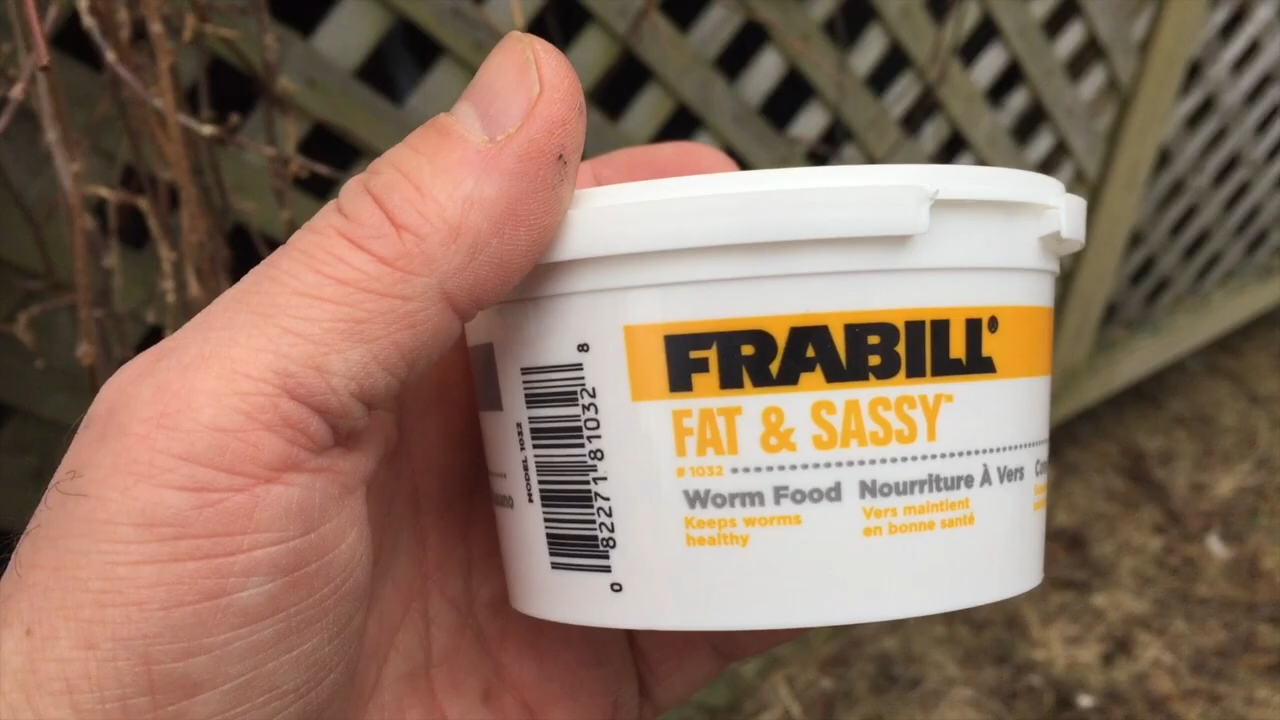 FRABILL®
FAT & SASSY™
# 1032
Worm Food
Keeps worms
healthy
Nourriture À Vers
Vers maintient
en bonne santé
MODEL 1032
0 82271 81032 8